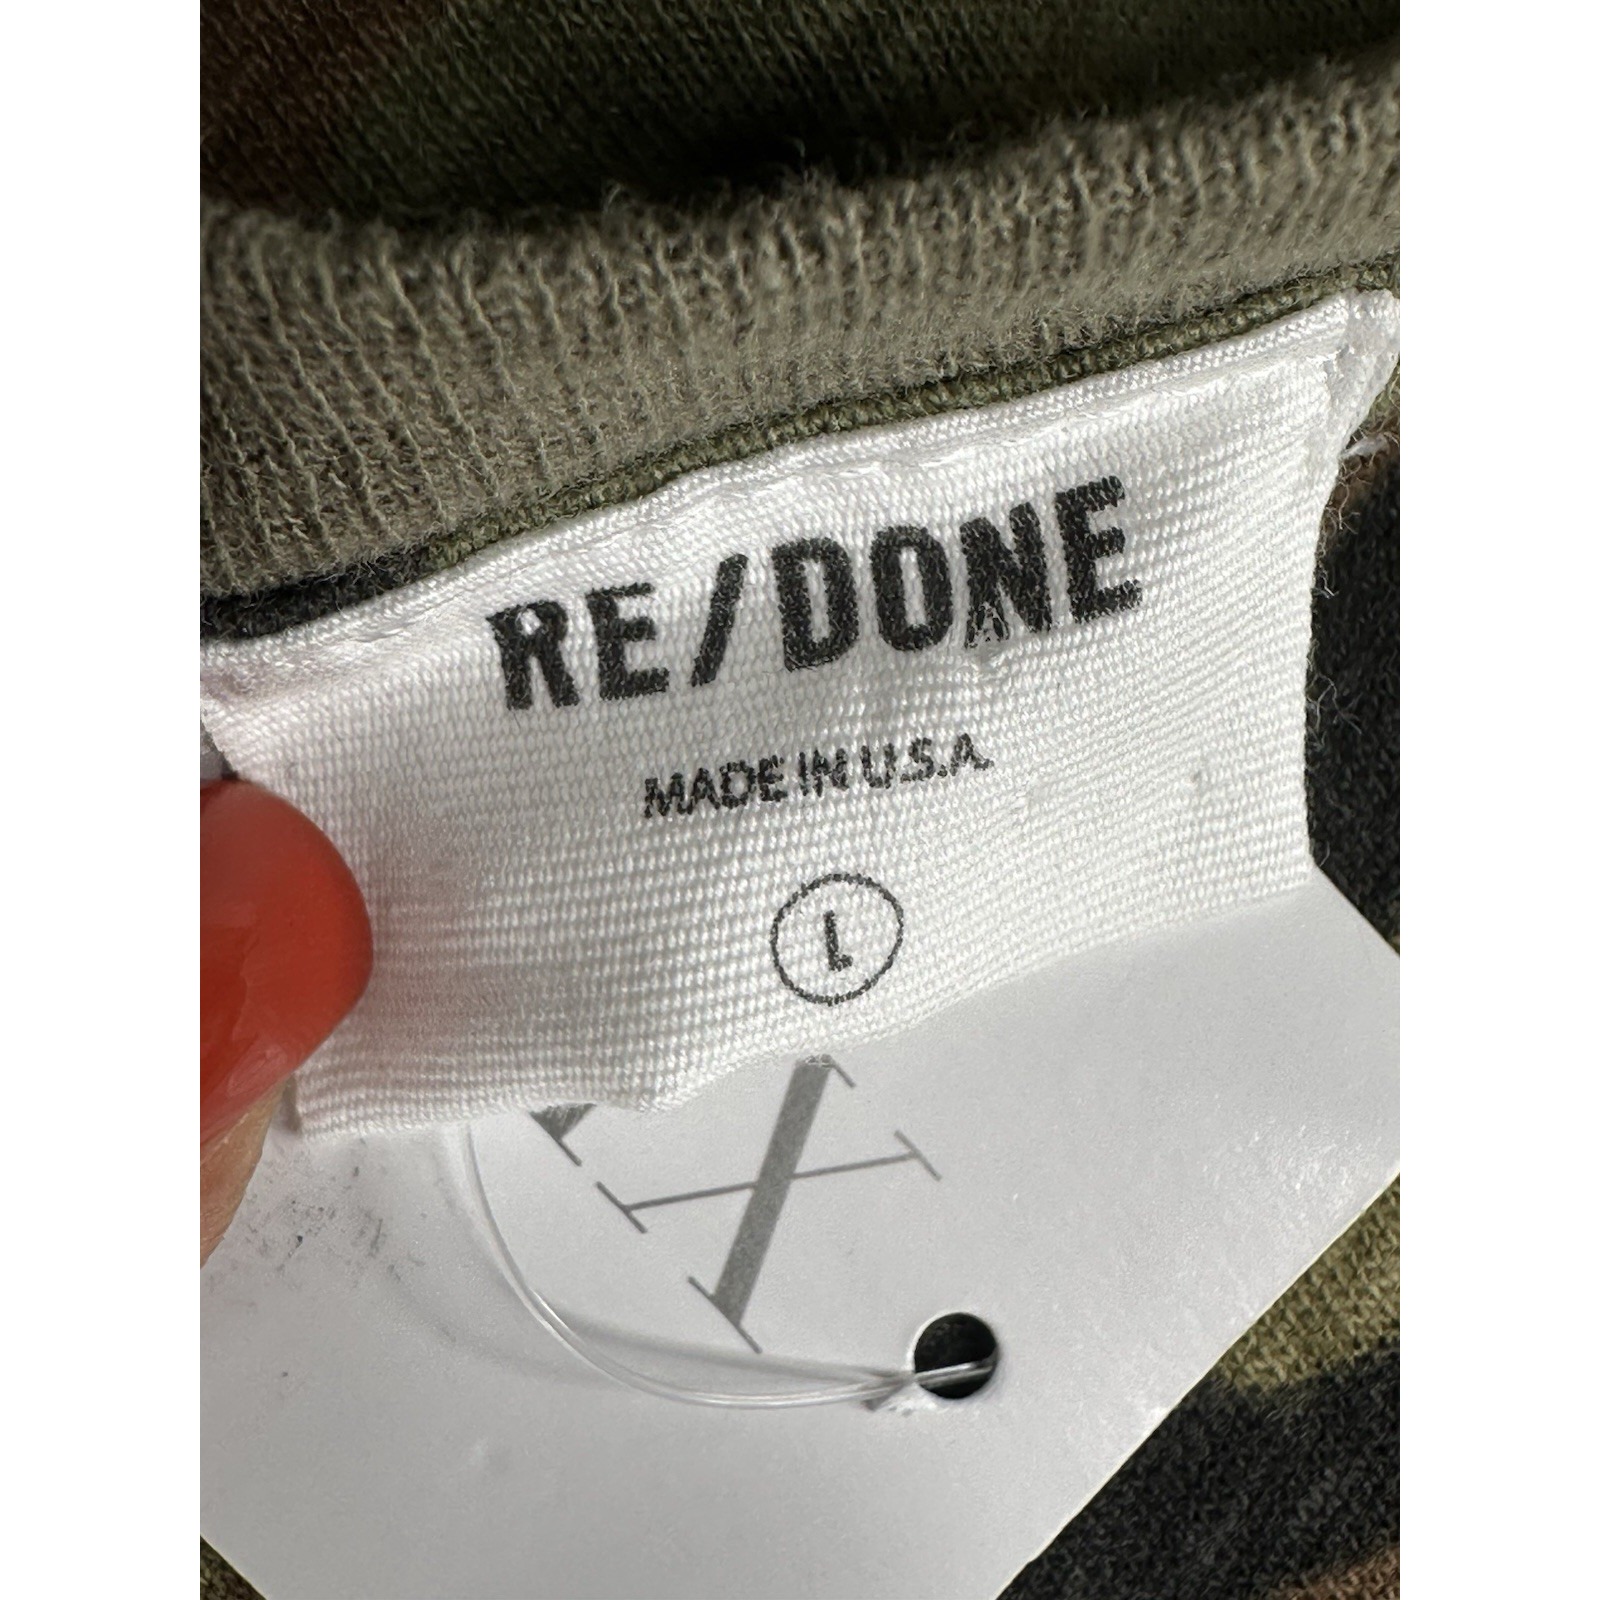 RE/DONE
MADE IN U.S.A.
L
X